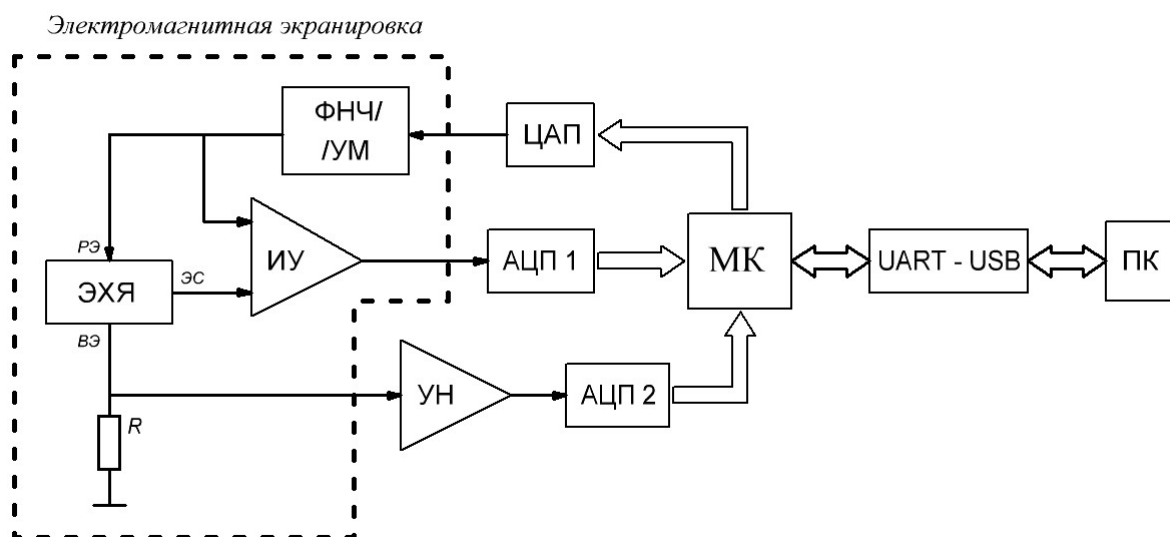 Электромагнитная экранировка
ФНЧ/
/УМ
ЦАП
РЭ
ИУ
АЦП 1
МК
UART - USB
ПК
ЭХЯ
ЭС
ВЭ
УН
АЦП 2
R